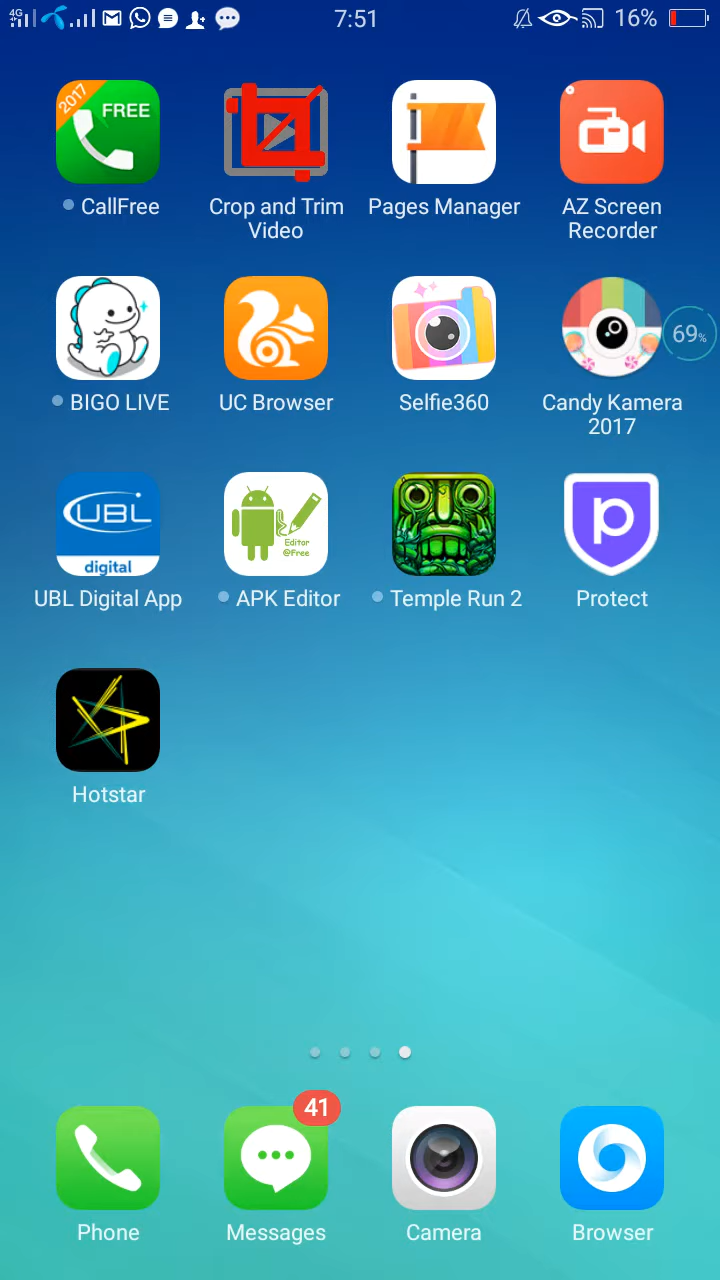 4G 7:51 16%
2017 FREE
CallFree
Crop and Trim
Video
Pages Manager
AZ Screen
Recorder
69%
BIGO LIVE
UC Browser
Selfie360
Candy Kamera
2017
UBL
digital
Editor
@Free
p
UBL Digital App
APK Editor
Temple Run 2
Protect
Hotstar
41
Phone
Messages
Camera
Browser